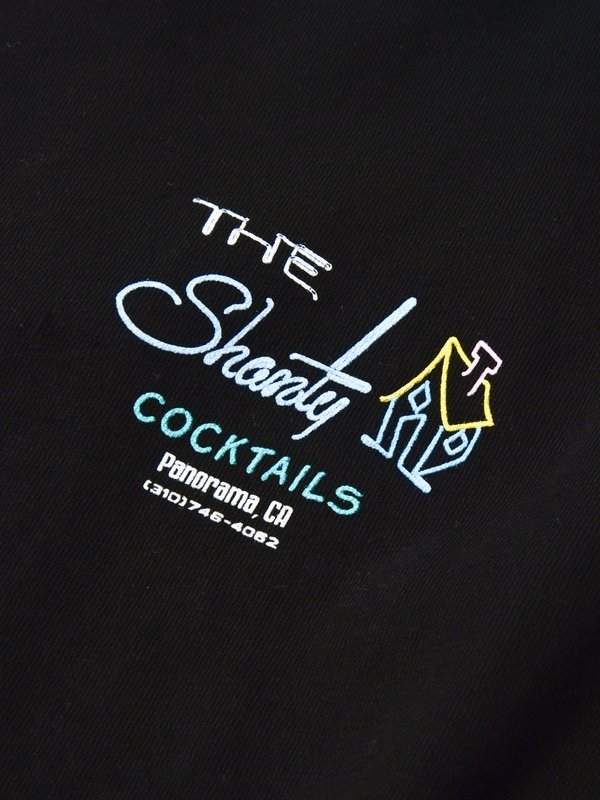 THE
Shanty
COCKTAILS
Panorama, CA
(310)746-4062